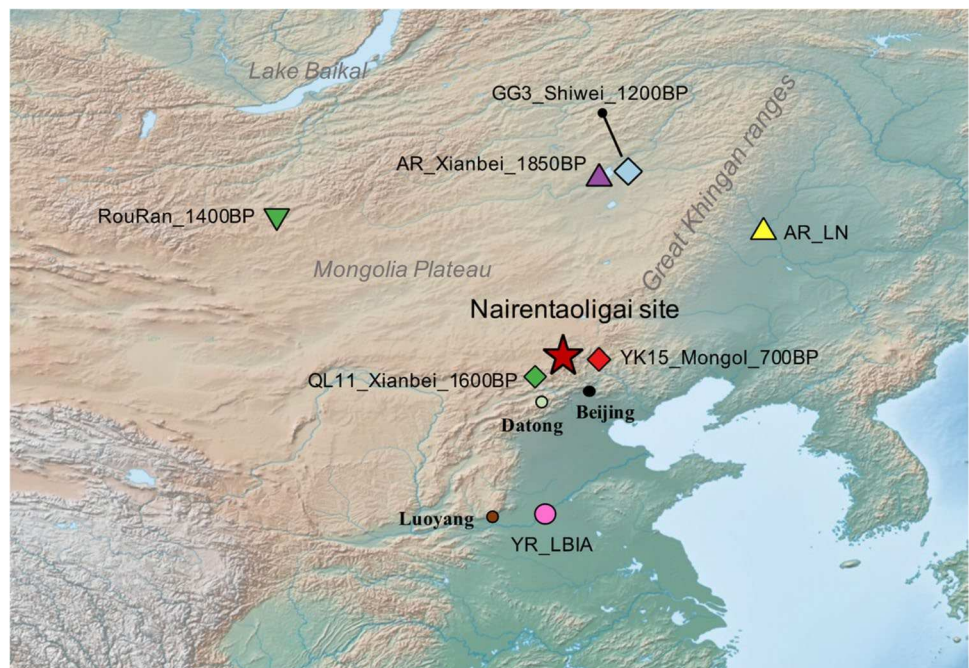 Lake Baikal
GG3_Shiwei_1200BP
Great Khingan ranges
AR_Xianbei_1850BP
RouRan_1400BP
AR_LN
Mongolia Plateau
Nairentaoligai site
YK15_Mongol_700BP
QL11_Xianbei_1600BP
Beijing
Datong
Luoyang
YR_LBIA